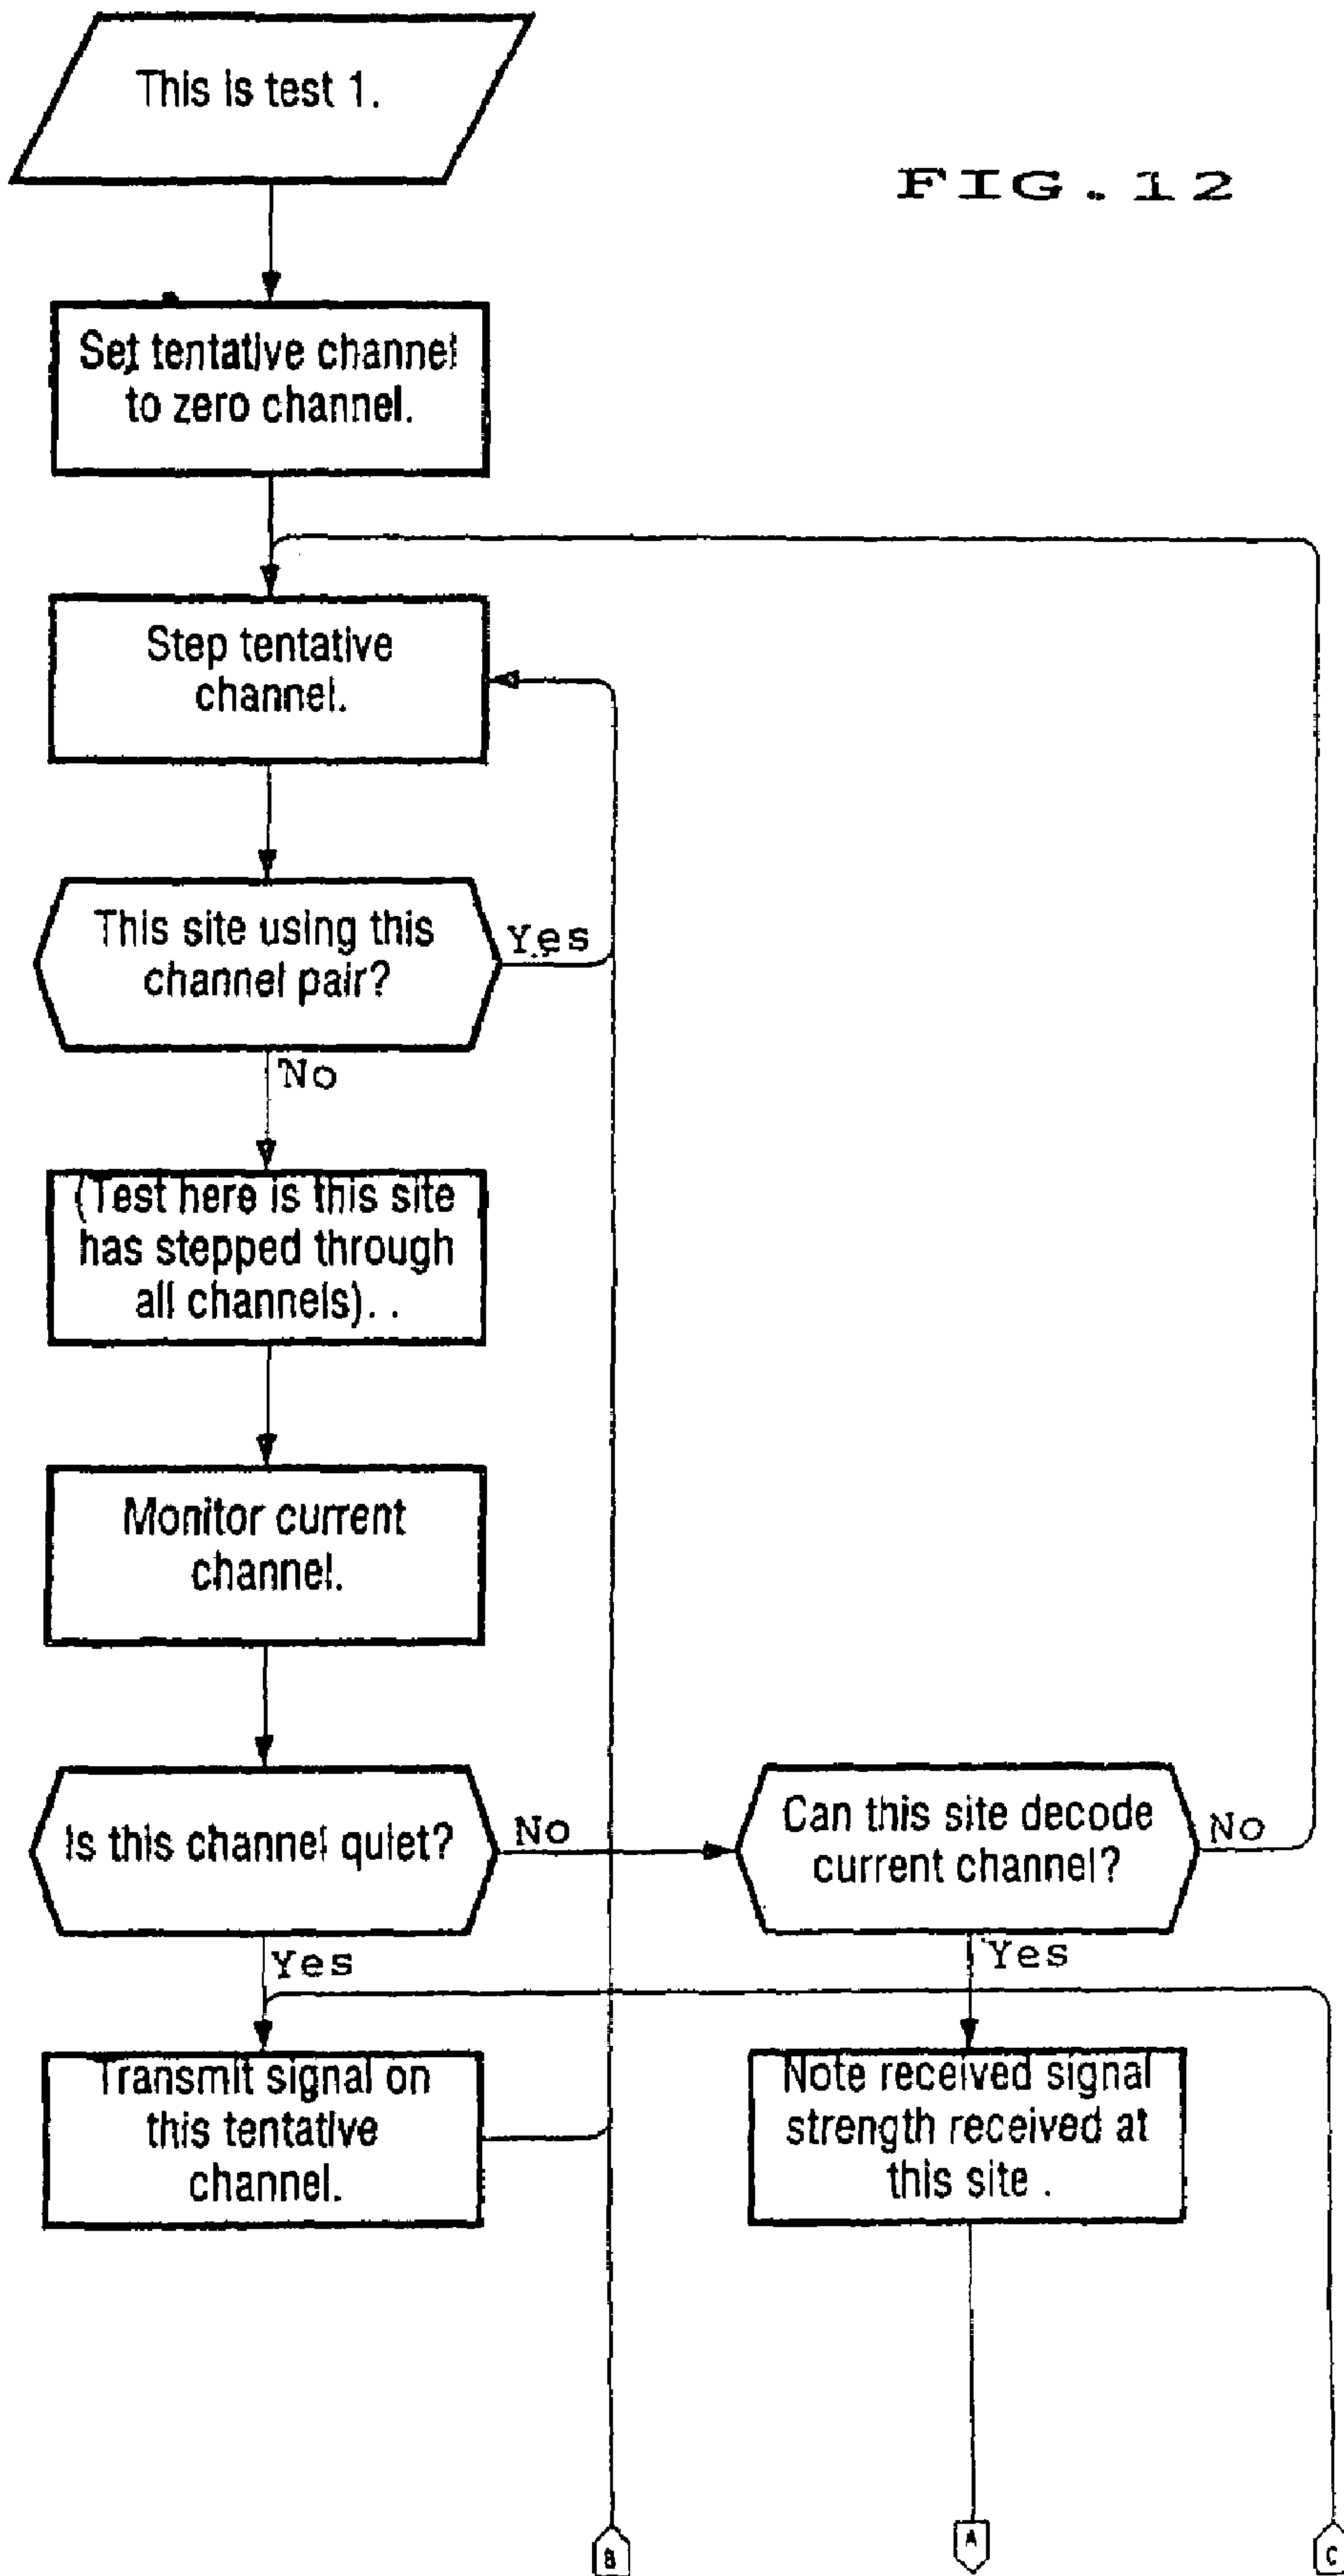 This is test 1.
FIG. 12
Set tentative channel
to zero channel.
Step tentative
channel.
This site using this
channel pair?
Yes
No
(Test here is this site
has stepped through
all channels). .
Monitor current
channel.
Is this channel quiet?
No
Can this site decode
current channel?
No
Yes
Yes
Transmit signal on
this tentative
channel.
Note received signal
strength received at
this site .
B
A
C